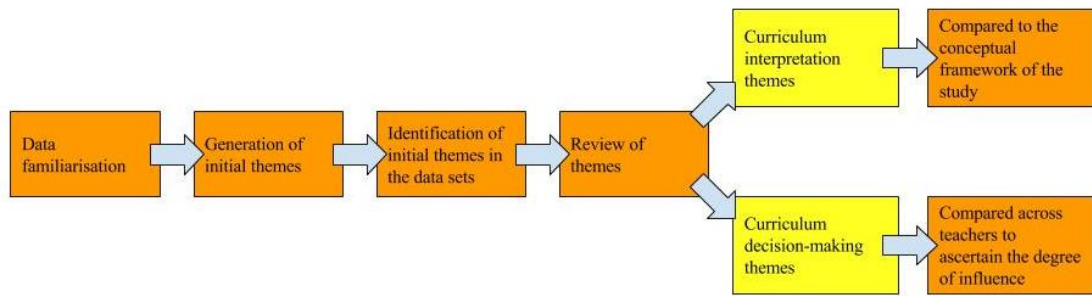 Data
familiarisation
Generation of
initial themes
Identification of
initial themes in
the data sets
Review of
themes
Curriculum
interpretation
themes
Compared to the
conceptual
framework of the
study
Curriculum
decision-making
themes
Compared across
teachers to
ascertain the degree
of influence